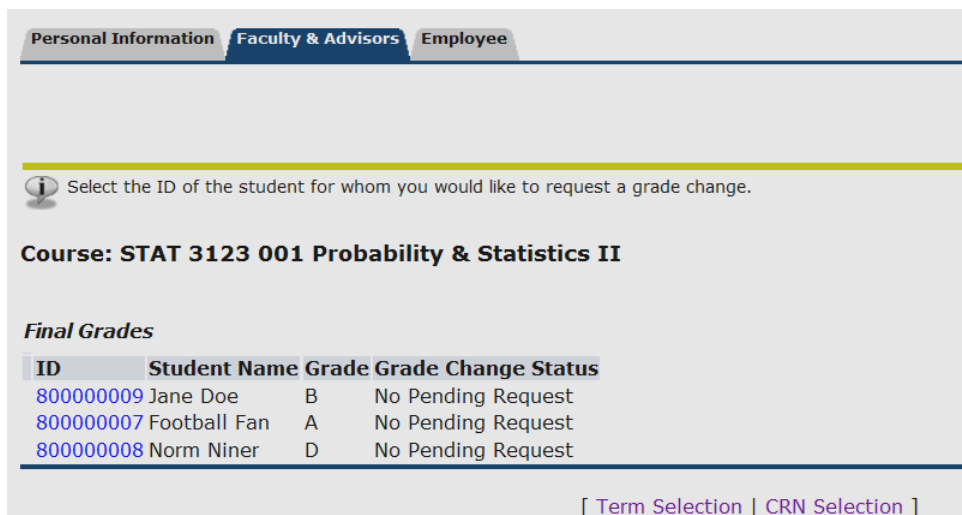 Personal Information Faculty & Advisors Employee
Select the ID of the student for whom you would like to request a grade change.
Course: STAT 3123 001 Probability & Statistics II
Final Grades
ID Student Name Grade Grade Change Status
800000009 Jane Doe B No Pending Request
800000007 Football Fan A No Pending Request
800000008 Norm Niner D No Pending Request
[ Term Selection | CRN Selection ]